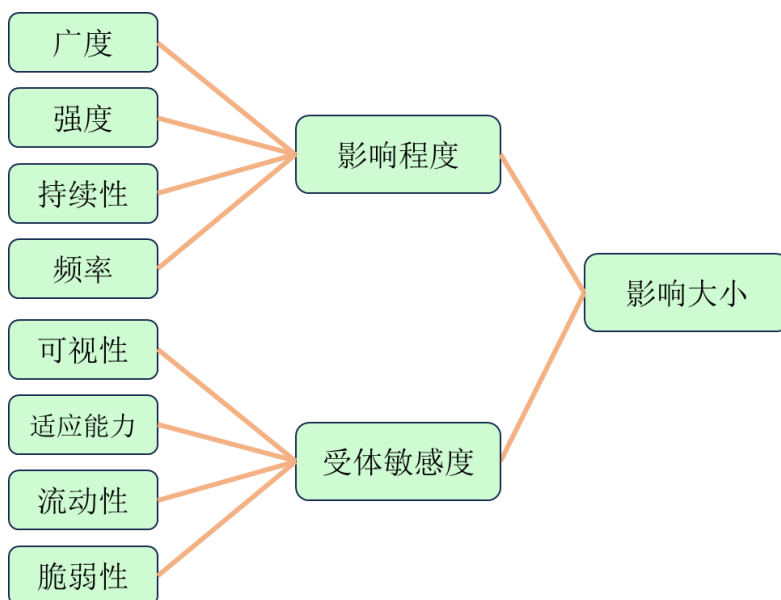 广度
强度
持续性
频率
影响程度
可视性
适应能力
流动性
脆弱性
受体敏感度
影响大小